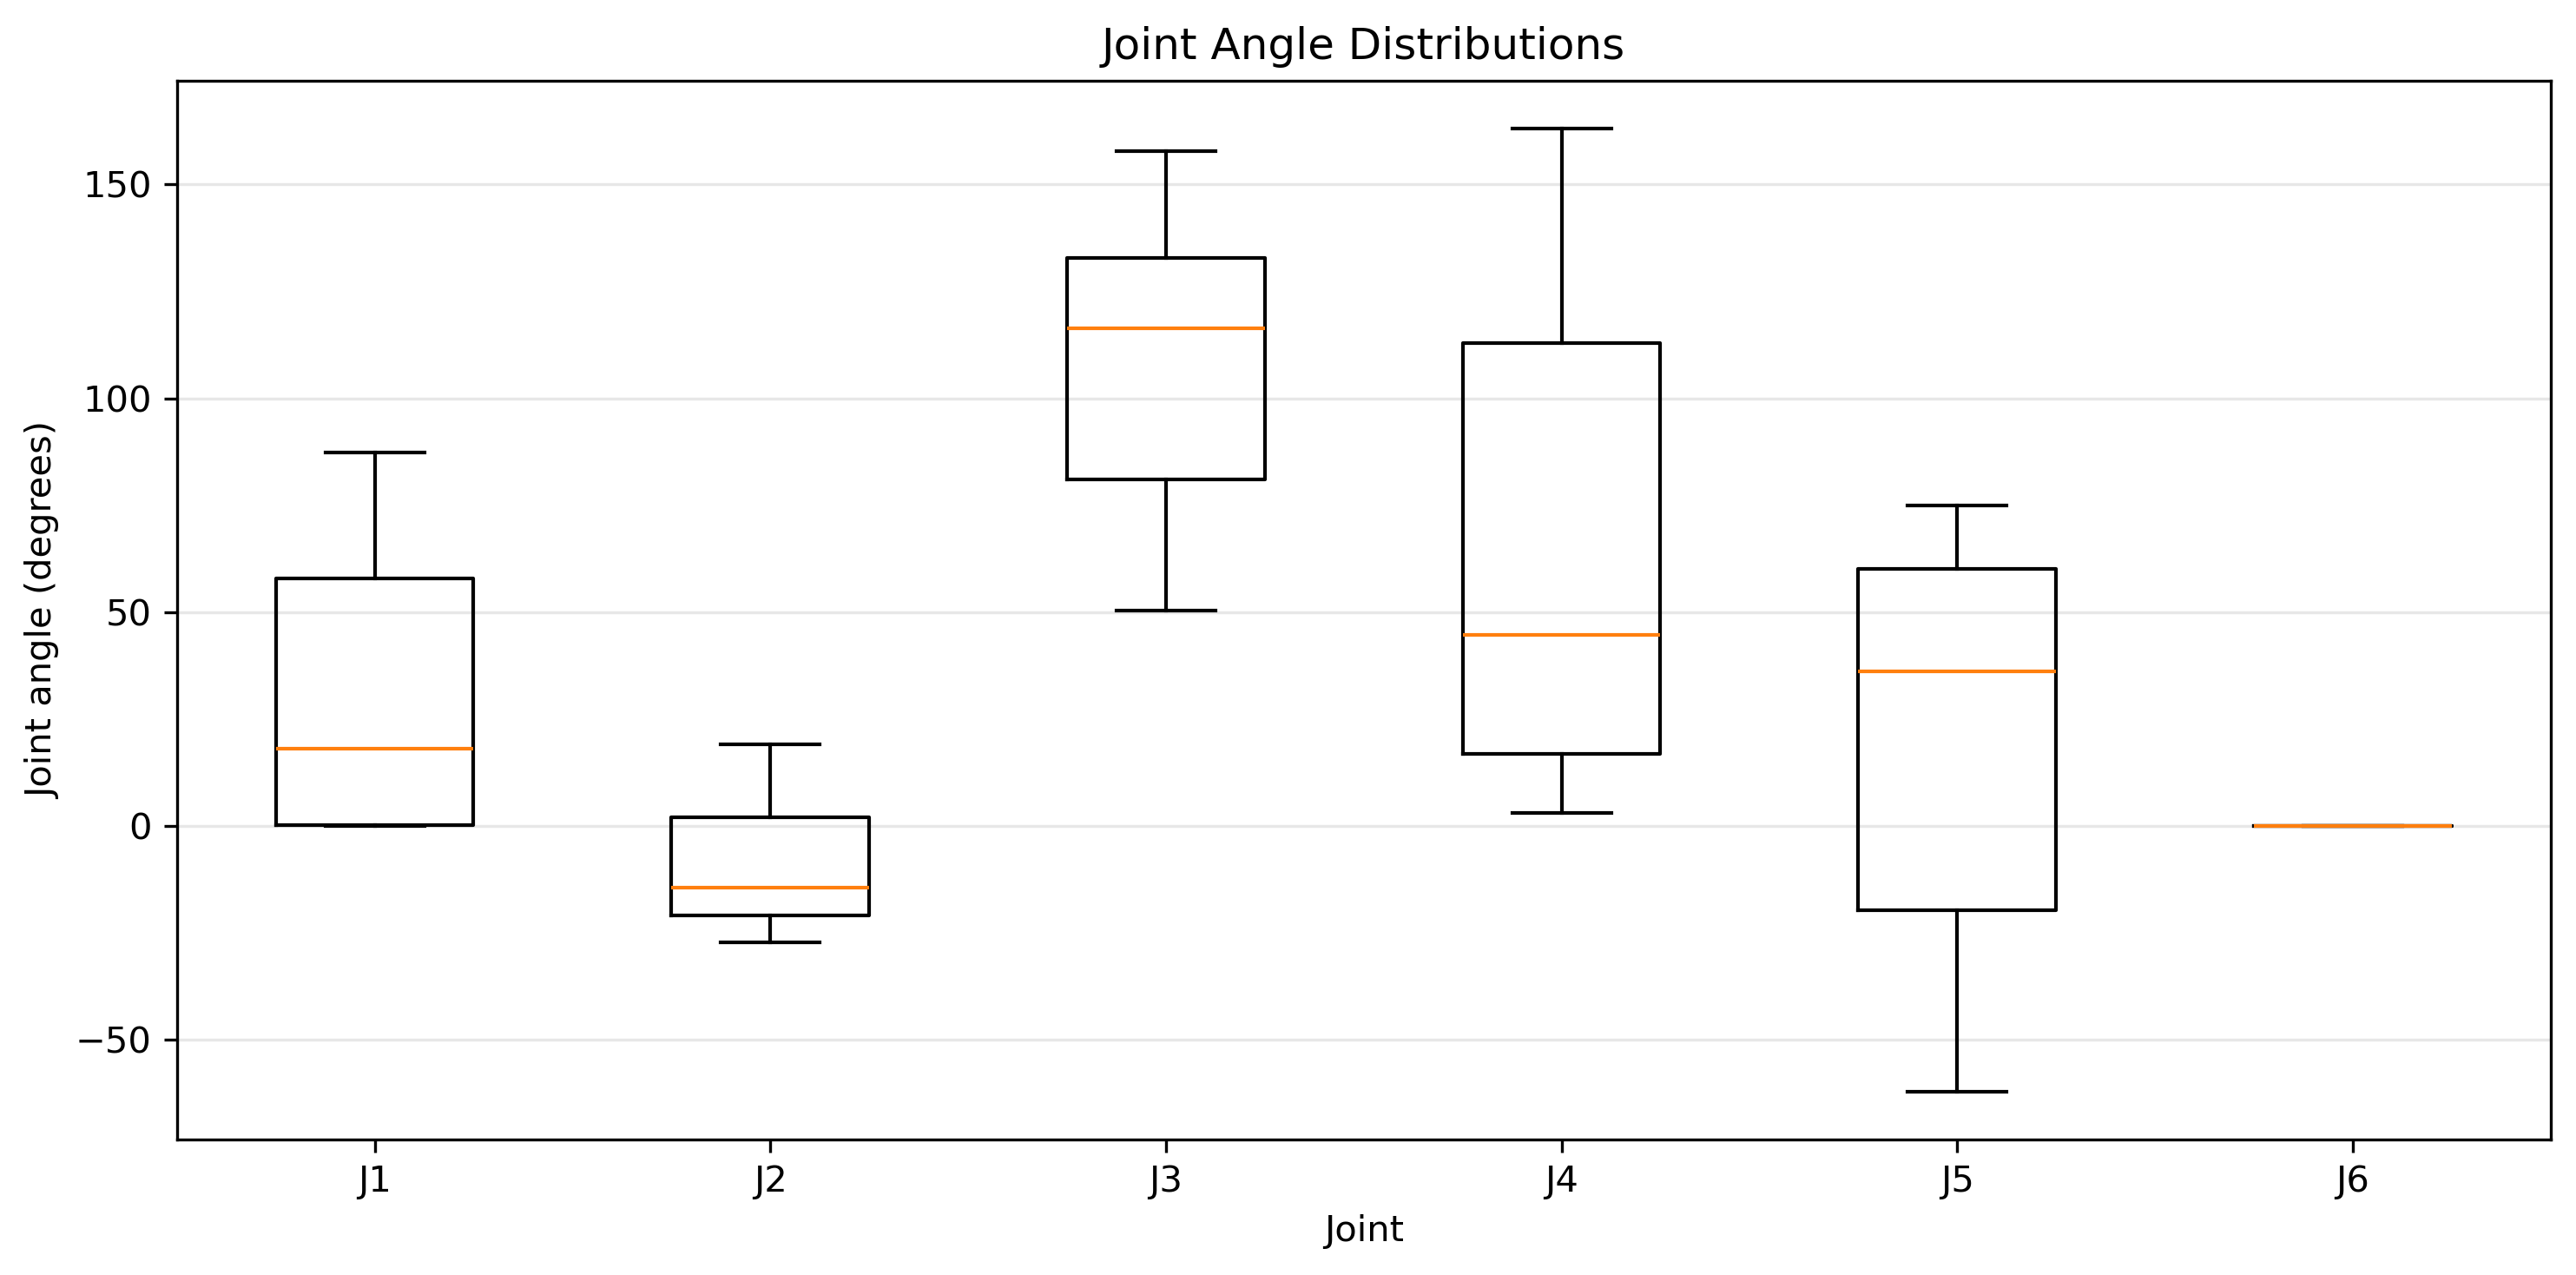 Joint Angle Distributions
Joint angle (degrees)
150
100
50
0
−50
J1 J2 J3 J4 J5 J6
Joint